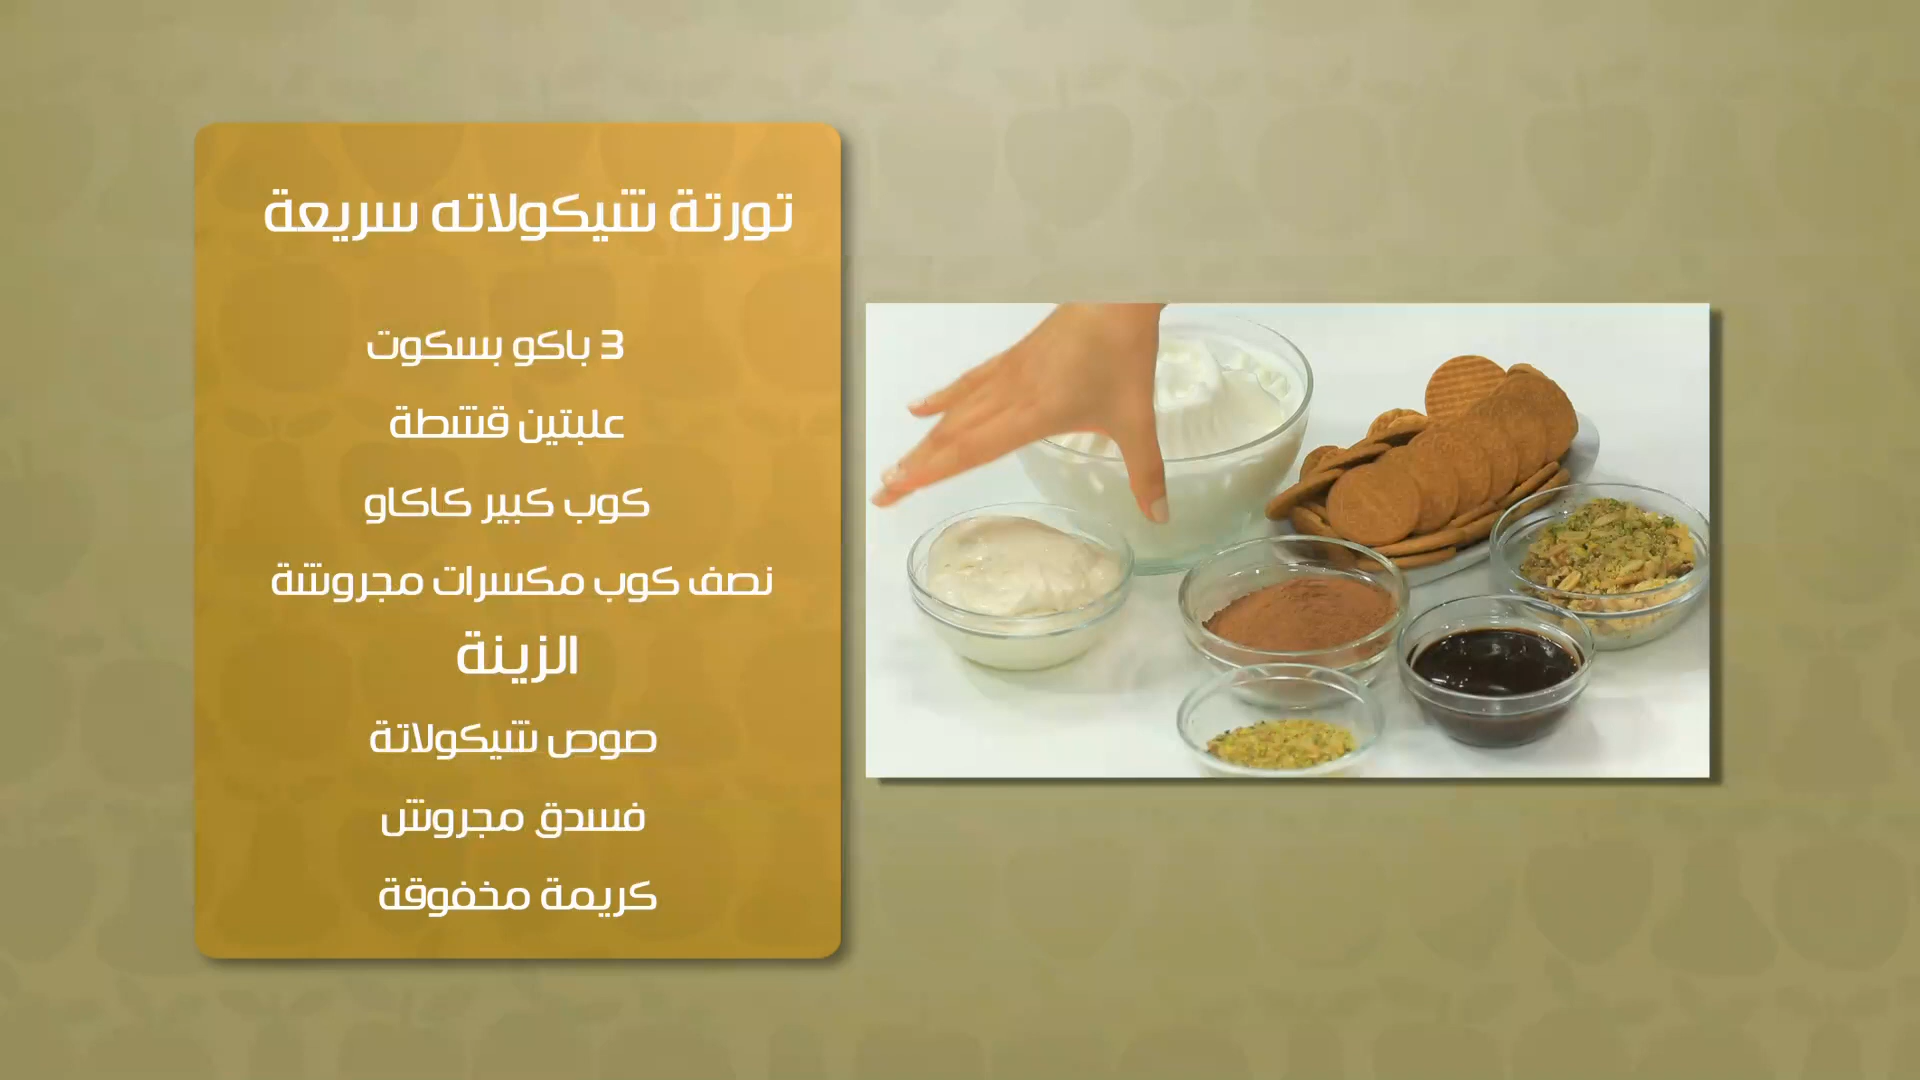 تورتة شيكولاته سريعة
3 باكو بسكوت
علبتين قشطة
كوب كبير كاكاو
نصف كوب مكسرات مجروشة
الزينة
صوص شيكولاتة
فسدق مجروش
كريمة مخفوقة